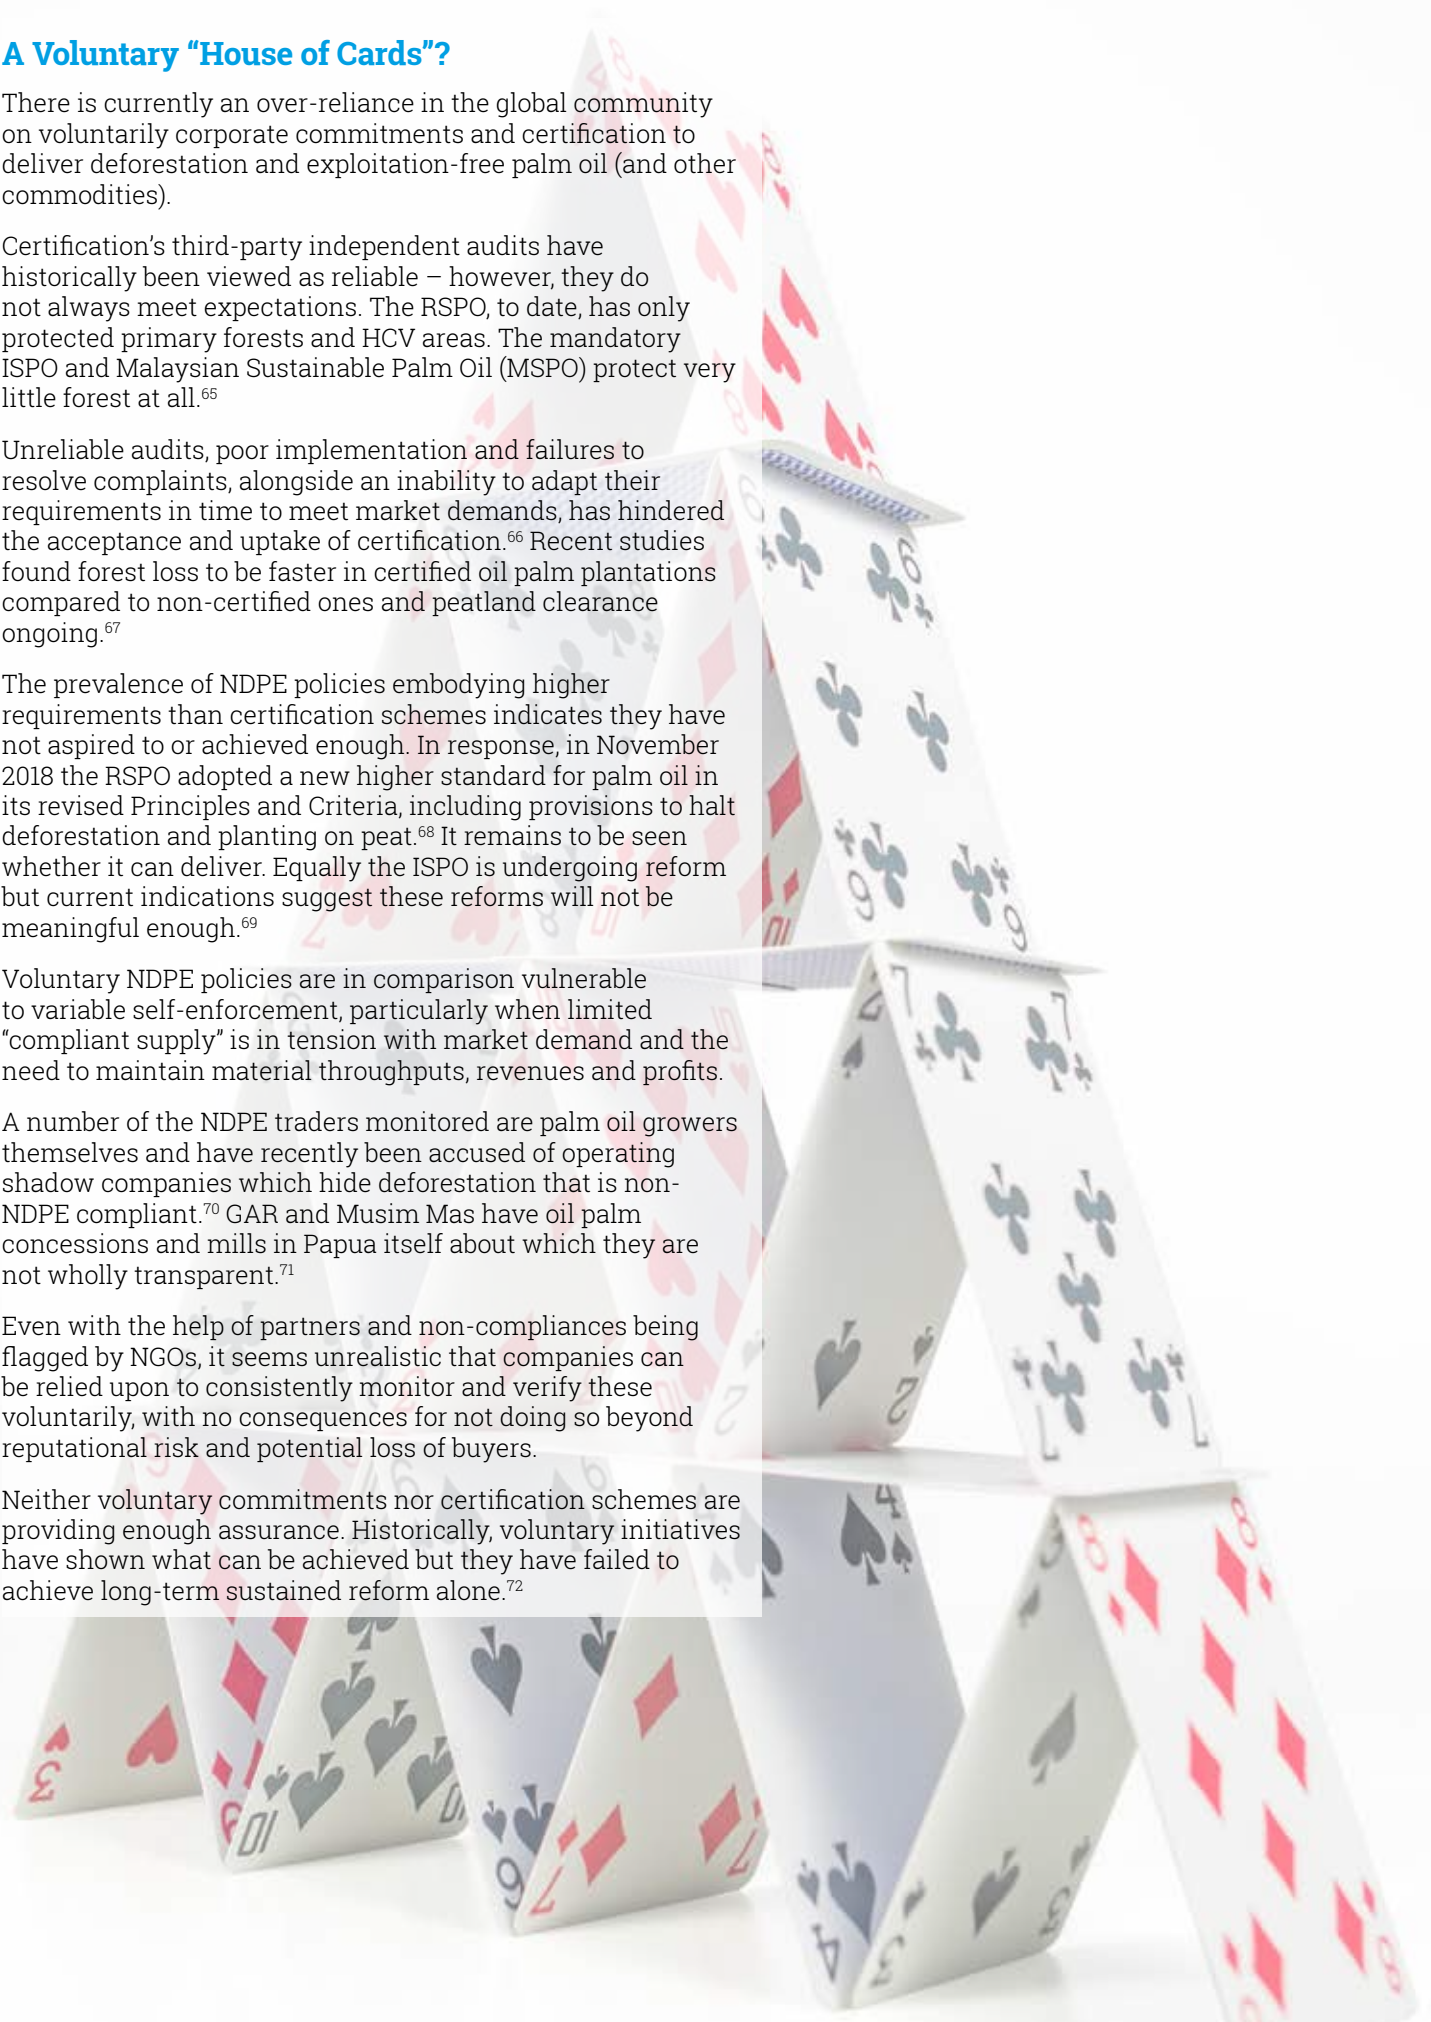 A Voluntary “House of Cards”?
There is currently an over-reliance in the global community
on voluntarily corporate commitments and certification to
deliver deforestation and exploitation-free palm oil (and other
commodities).
Certification’s third-party independent audits have
historically been viewed as reliable – however, they do
not always meet expectations. The RSPO, to date, has only
protected primary forests and HCV areas. The mandatory
ISPO and Malaysian Sustainable Palm Oil (MSPO) protect very
little forest at all.65
Unreliable audits, poor implementation and failures to
resolve complaints, alongside an inability to adapt their
requirements in time to meet market demands, has hindered
the acceptance and uptake of certification.66 Recent studies
found forest loss to be faster in certified oil palm plantations
compared to non-certified ones and peatland clearance
ongoing.67
The prevalence of NDPE policies embodying higher
requirements than certification schemes indicates they have
not aspired to or achieved enough. In response, in November
2018 the RSPO adopted a new higher standard for palm oil in
its revised Principles and Criteria, including provisions to halt
deforestation and planting on peat.68 It remains to be seen
whether it can deliver. Equally the ISPO is undergoing reform
but current indications suggest these reforms will not be
meaningful enough.69
Voluntary NDPE policies are in comparison vulnerable
to variable self-enforcement, particularly when limited
“compliant supply” is in tension with market demand and the
need to maintain material throughputs, revenues and profits.
A number of the NDPE traders monitored are palm oil growers
themselves and have recently been accused of operating
shadow companies which hide deforestation that is non-
NDPE compliant.70 GAR and Musim Mas have oil palm
concessions and mills in Papua itself about which they are
not wholly transparent.71
Even with the help of partners and non-compliances being
flagged by NGOs, it seems unrealistic that companies can
be relied upon to consistently monitor and verify these
voluntarily, with no consequences for not doing so beyond
reputational risk and potential loss of buyers.
Neither voluntary commitments nor certification schemes are
providing enough assurance. Historically, voluntary initiatives
have shown what can be achieved but they have failed to
achieve long-term sustained reform alone.72